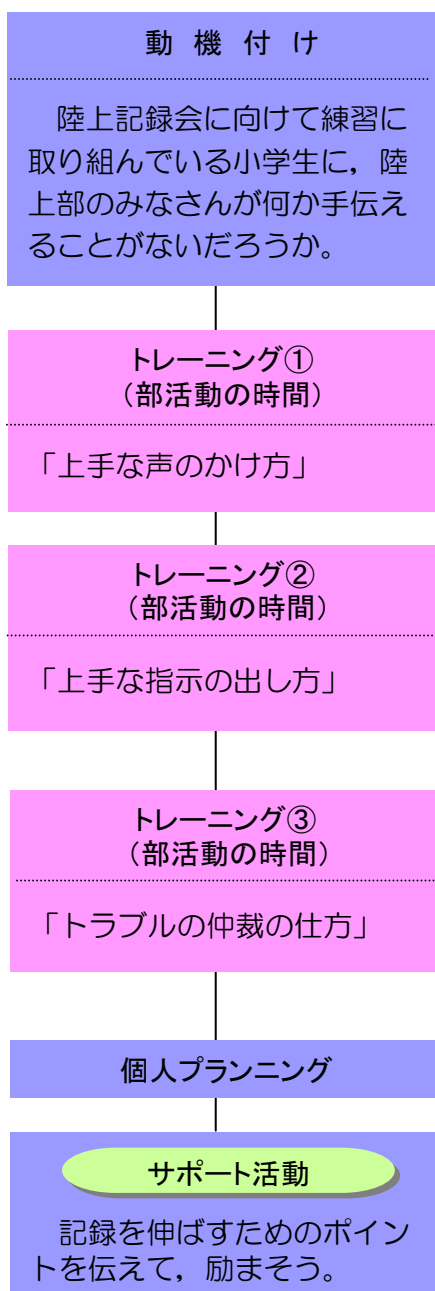 動 機 付 け
陸上記録会に向けて練習に
取り組んでいる小学生に，陸
上部のみなさんが何か手伝え
ることがないだろうか。
トレーニング①
（部活動の時間）
「上手な声のかけ方」
トレーニング②
（部活動の時間）
「上手な指示の出し方」
トレーニング③
（部活動の時間）
「トラブルの仲裁の仕方」
個人プランニング
サポート活動
記録を伸ばすためのポイン
トを伝えて，励まそう。